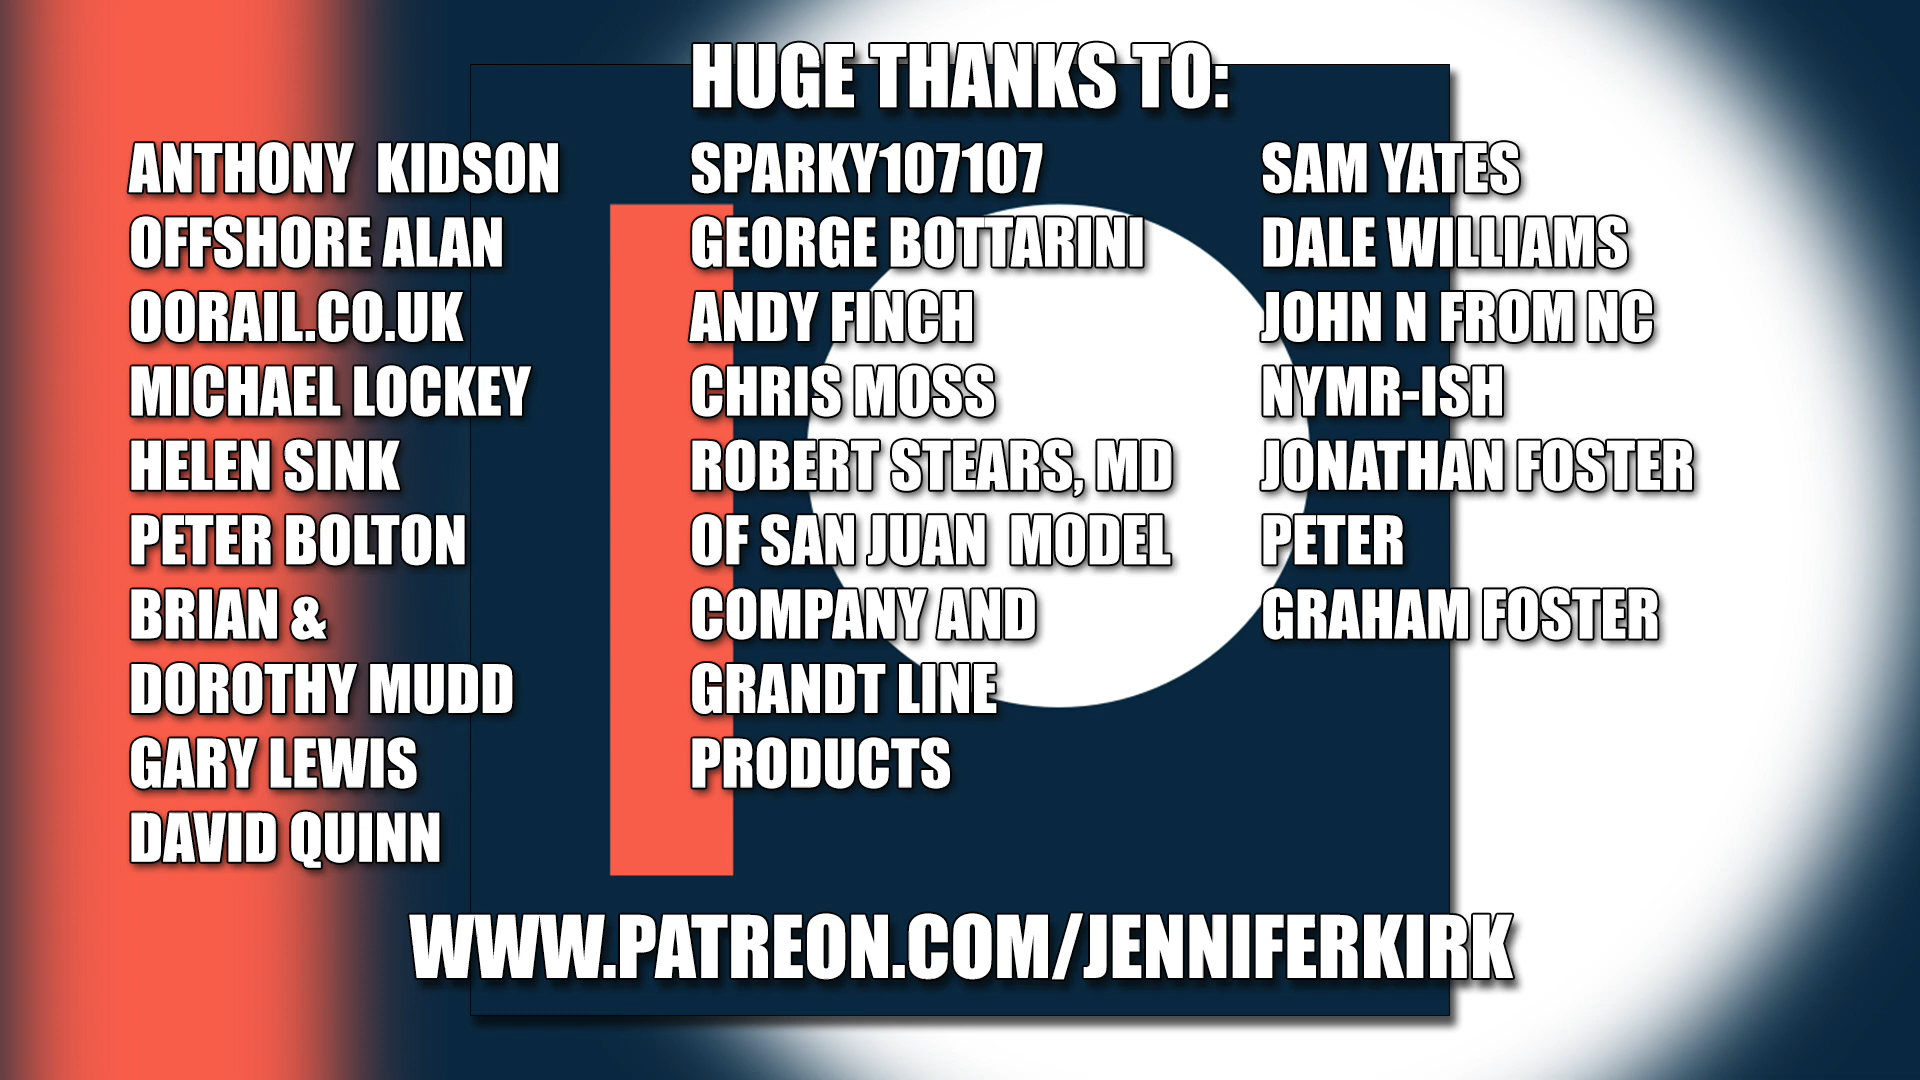 HUGE THANKS TO:
ANTHONY  KIDSON
OFFSHORE ALAN
OORAIL.CO.UK
MICHAEL LOCKEY
HELEN SINK
PETER BOLTON
BRIAN &
DOROTHY MUDD
GARY LEWIS
DAVID QUINN
SPARKY107107
GEORGE BOTTARINI
ANDY FINCH
CHRIS MOSS
ROBERT STEARS, MD
OF SAN JUAN  MODEL
COMPANY AND
GRANDT LINE
PRODUCTS
SAM YATES
DALE WILLIAMS
JOHN N FROM NC
NYMR-ISH
JONATHAN FOSTER
PETER
GRAHAM FOSTER
WWW.PATREON.COM/JENNIFERKIRK